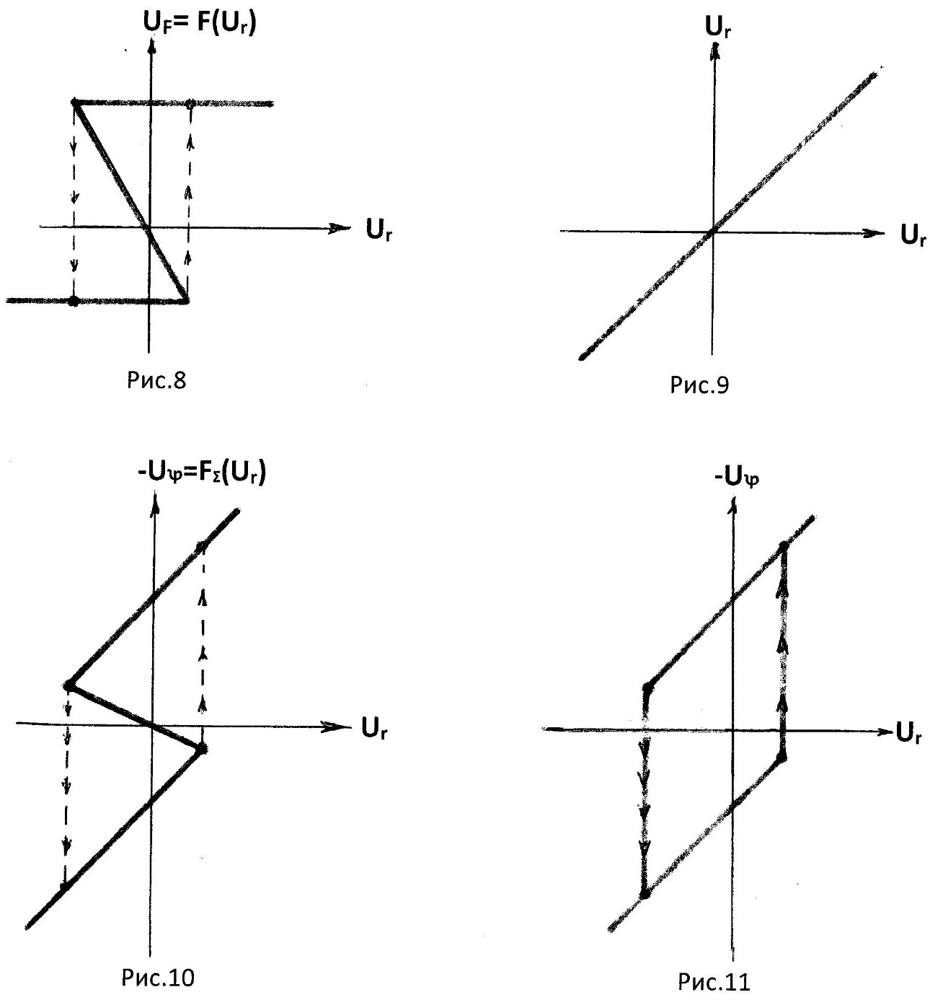 U_F= F(U_r)
U_r
U_r
U_r
Рис.8
Рис.9
-U_φ=F_Σ(U_r)
-U_φ
U_r
U_r
Рис.10
Рис.11